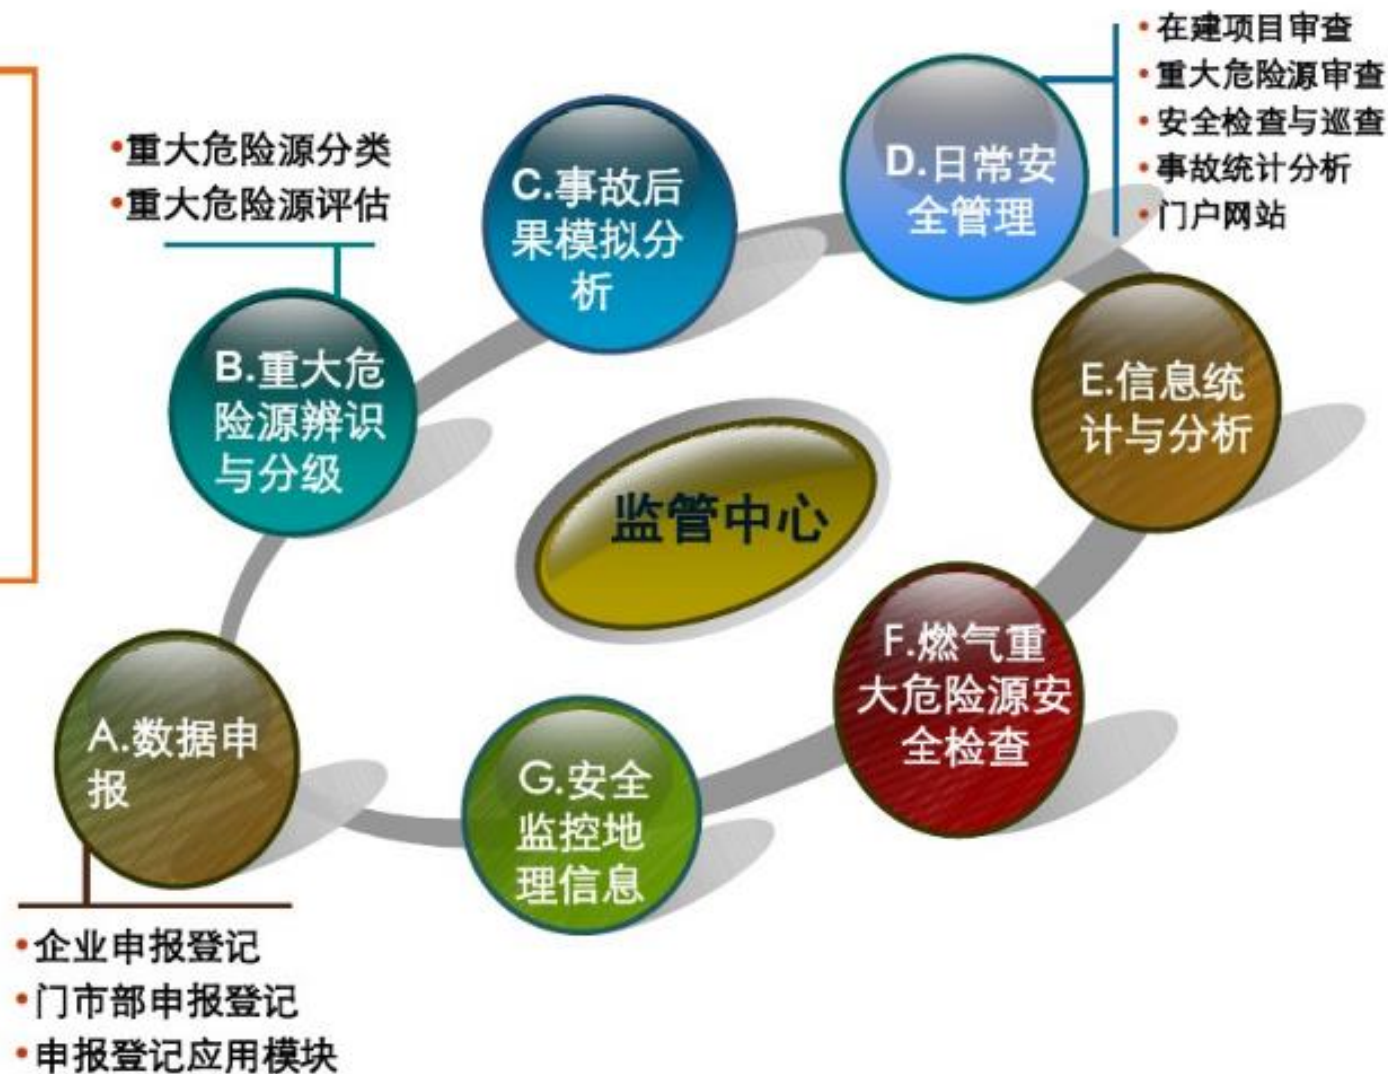 •在建项目审查
•重大危险源审查
•安全检查与巡查
•事故统计分析
•门户网站
•重大危险源分类
•重大危险源评估
C.事故后
果模拟分
析
D.日常安
全管理
B.重大危
险源辨识
与分级
E.信息统
计与分析
监管中心
F.燃气重
大危险源安
全检查
A.数据申
报
G.安全
监控地
理信息
•企业申报登记
•门市部申报登记
•申报登记应用模块